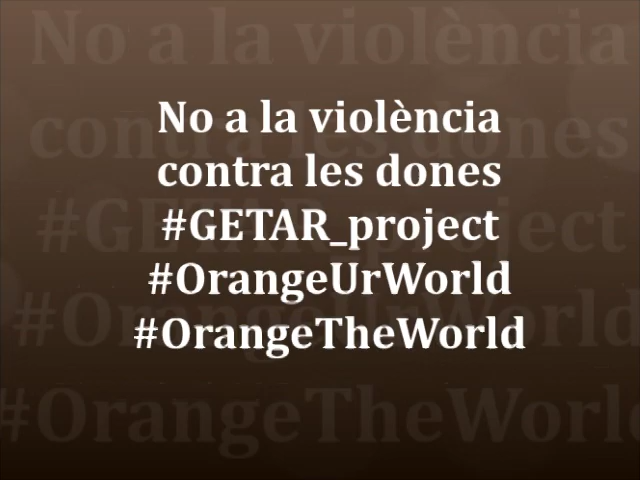 No a la violència
contra les dones
#GETAR_project
#OrangeUrWorld
#OrangeTheWorld